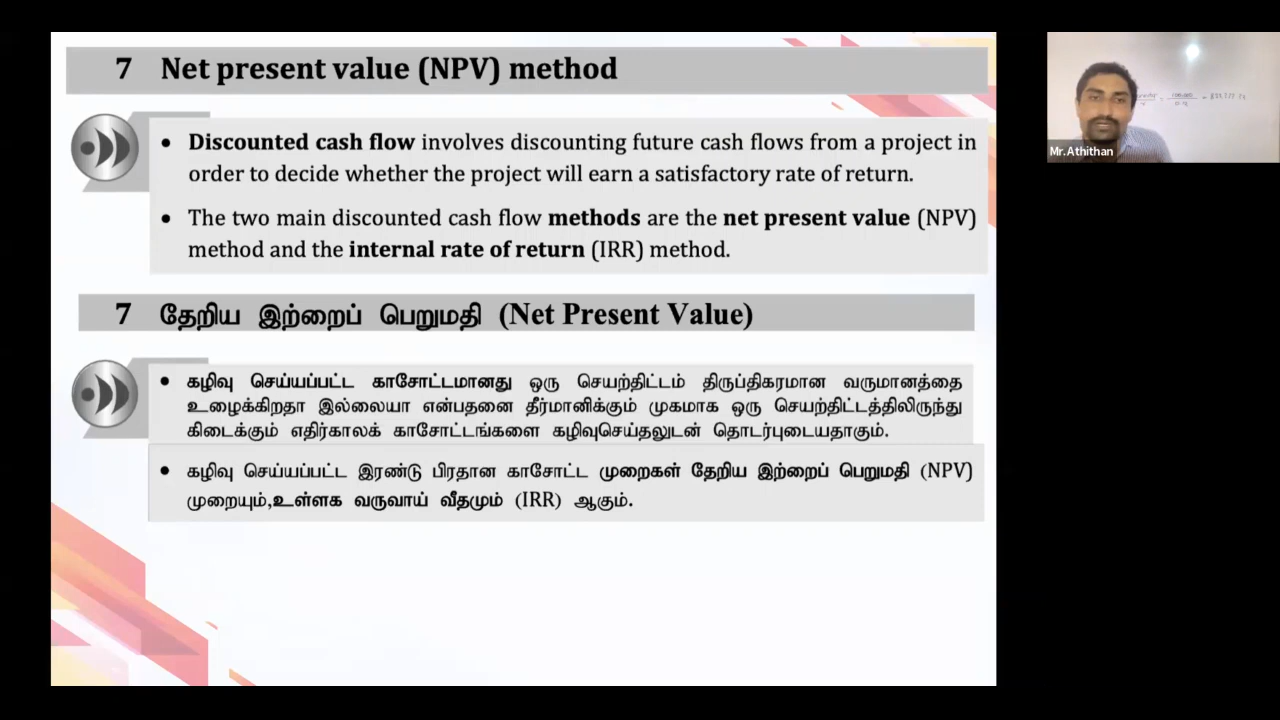 7 Net present value (NPV) method
• Discounted cash flow involves discounting future cash flows from a project in
order to decide whether the project will earn a satisfactory rate of return.
• The two main discounted cash flow methods are the net present value (NPV)
method and the internal rate of return (IRR) method.
7 தேறிய இற்றைப் பெறுமதி (Net Present Value)
• கழிவு செய்யப்பட்ட காசோட்டமானது ஒரு செயற்திட்டம் திருப்திகரமான வருமானத்தை
உழைக்கிறதா இல்லையா என்பதனை தீர்மானிக்கும் முகமாக ஒரு செயற்திட்டத்திலிருந்து
கிடைக்கும் எதிர்காலக் காசோட்டங்களை கழிவுசெய்தலுடன் தொடர்புடையதாகும்.
• கழிவு செய்யப்பட்ட இரண்டு பிரதான காசோட்ட முறைகள் தேறிய இற்றைப் பெறுமதி (NPV)
முறையும்,உள்ளக வருவாய் வீதமும் (IRR) ஆகும்.
Mr.Athithan